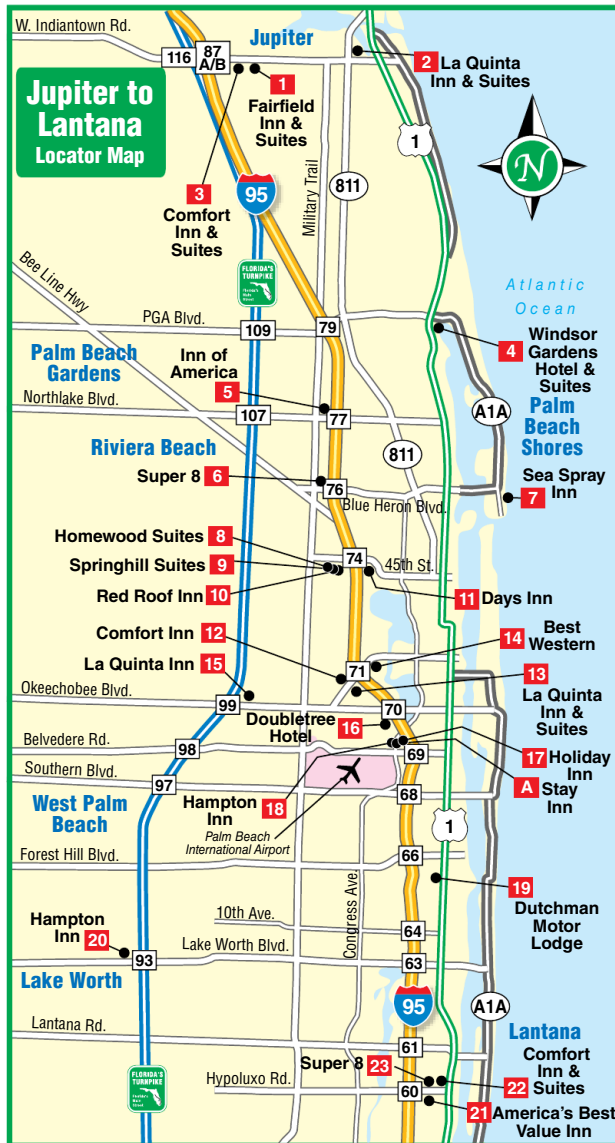 W. Indiantown Rd.
Jupiter
116
87
A/B
2 La Quinta
Inn & Suites
1
Fairfield
Inn &
Suites
Jupiter to
Lantana
Locator Map
1
N
Military Trail
811
3
Comfort
Inn &
Suites
95
Bee Line Hwy
FLORIDA'S
TURNPIKE
Atlantic
Ocean
PGA Blvd.
109
79
4
Windsor
Gardens
Hotel &
Suites
Palm Beach
Gardens
Inn of
America
5
Northlake Blvd.
107
77
A1A
Palm
Beach
Shores
Riviera Beach
811
Super 8 6
76
Blue Heron Blvd.
Sea Spray
7 Inn
Homewood Suites 8
Springhill Suites 9
Red Roof Inn 10
74
45th St.
11 Days Inn
Comfort Inn 12
14 Best
Western
La Quinta Inn 15
71
13
La Quinta
Inn &
Suites
Okeechobee Blvd.
99
70
Doubletree
Hotel
16
Belvedere Rd.
98
69
17 Holiday
Inn
Southern Blvd.
97
A Stay
Inn
68
West Palm
Beach
Hampton
Inn
18
Palm Beach
International Airport
1
Forest Hill Blvd.
66
Congress Ave.
19
Dutchman
Motor
Lodge
10th Ave.
64
Hampton
Inn 20
Lake Worth Blvd.
93
63
Lake Worth
95
A1A
Lantana Rd.
61
Lantana
FLORIDA'S
TURNPIKE
Super 8 23
Comfort
Inn &
22 Suites
Hypoluxo Rd.
60
21 America's Best
Value Inn